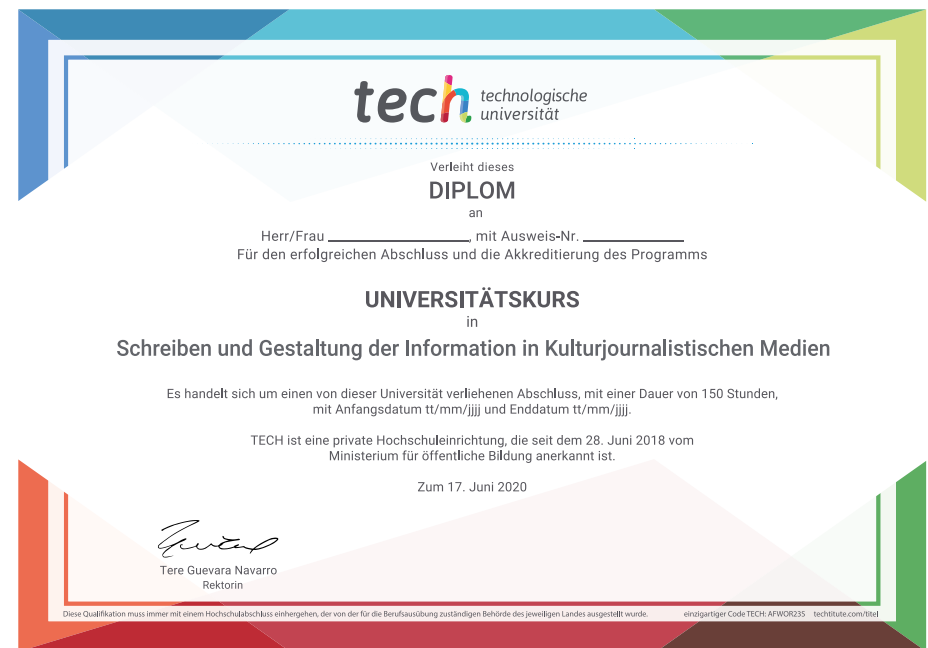 tech technologische
universität
Verleiht dieses
DIPLOM
an
Herr/Frau ________________, mit Ausweis-Nr. ______________
Für den erfolgreichen Abschluss und die Akkreditierung des Programms
UNIVERSITÄTSKURS
in
Schreiben und Gestaltung der Information in Kulturjournalistischen Medien
Es handelt sich um einen von dieser Universität verliehenen Abschluss, mit einer Dauer von 150 Stunden,
mit Anfangsdatum tt/mm/jjjj und Enddatum tt/mm/jjjj.
TECH ist eine private Hochschuleinrichtung, die seit dem 28. Juni 2018 vom
Ministerium für öffentliche Bildung anerkannt ist.
Zum 17. Juni 2020
Tere Guevara Navarro
Rektorin
Diese Qualifikation muss immer mit einem Hochschulabschluss einhergehen, der von der für die Berufsausübung zuständigen Behörde des jeweiligen Landes ausgestellt wurde. einzigartiger Code TECH: AFWOR235 techtitute.com/titel